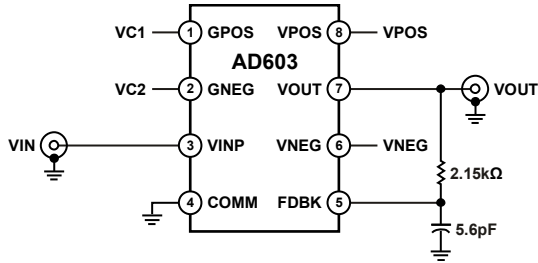 VC1 1 GPOS VPOS 8 VPOS
AD603
VC2 2 GNEG VOUT 7 VOUT
VIN 3 VINP VNEG 6 VNEG
2.15kΩ
4 COMM FDBK 5
5.6pF